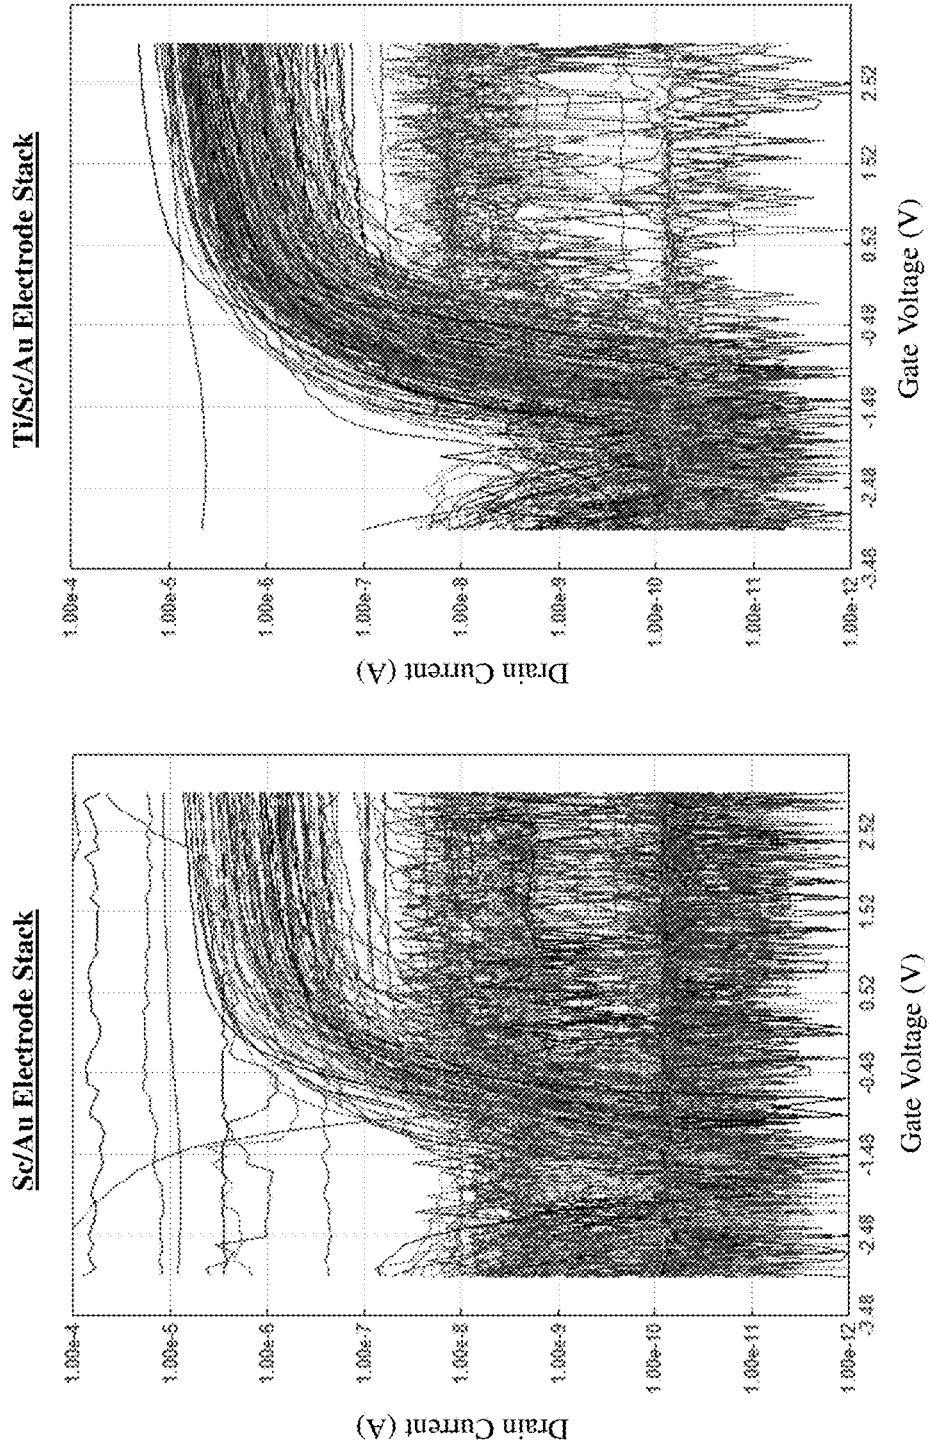 Sc/Au Electrode Stack
Drain Current (A)
1.00e-4
1.00e-5
1.00e-6
1.00e-7
1.00e-8
1.00e-9
1.00e-10
1.00e-11
1.00e-12
-3.48
-2.48
-1.48
-0.48
0.52
1.52
2.52
Gate Voltage (V)
Ti/Sc/Au Electrode Stack
Drain Current (A)
1.00e-4
1.00e-5
1.00e-6
1.00e-7
1.00e-8
1.00e-9
1.00e-10
1.00e-11
1.00e-12
-3.48
-2.48
-1.48
-0.48
0.52
1.52
2.52
Gate Voltage (V)